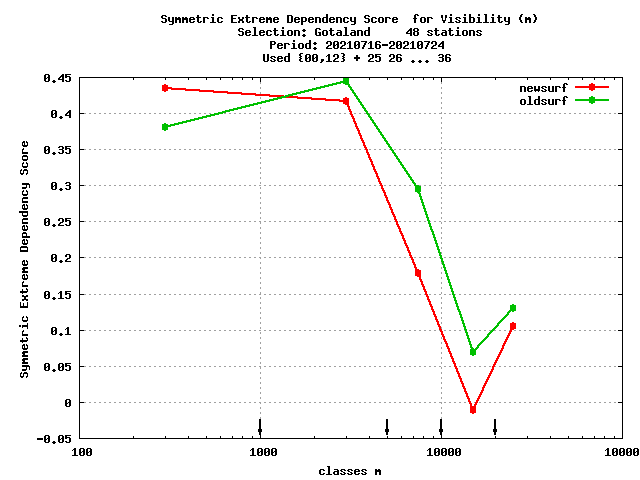 Symmetric Extreme Dependency Score  for Visibility (m)
Selection: Gotaland     48 stations
Period: 20210716-20210724
Used {00,12} + 25 26 ... 36
newsurf
oldsurf
Symmetric Extreme Dependency Score
0.45
0.4
0.35
0.3
0.25
0.2
0.15
0.1
0.05
0
-0.05
100 1000 10000 10000
classes m